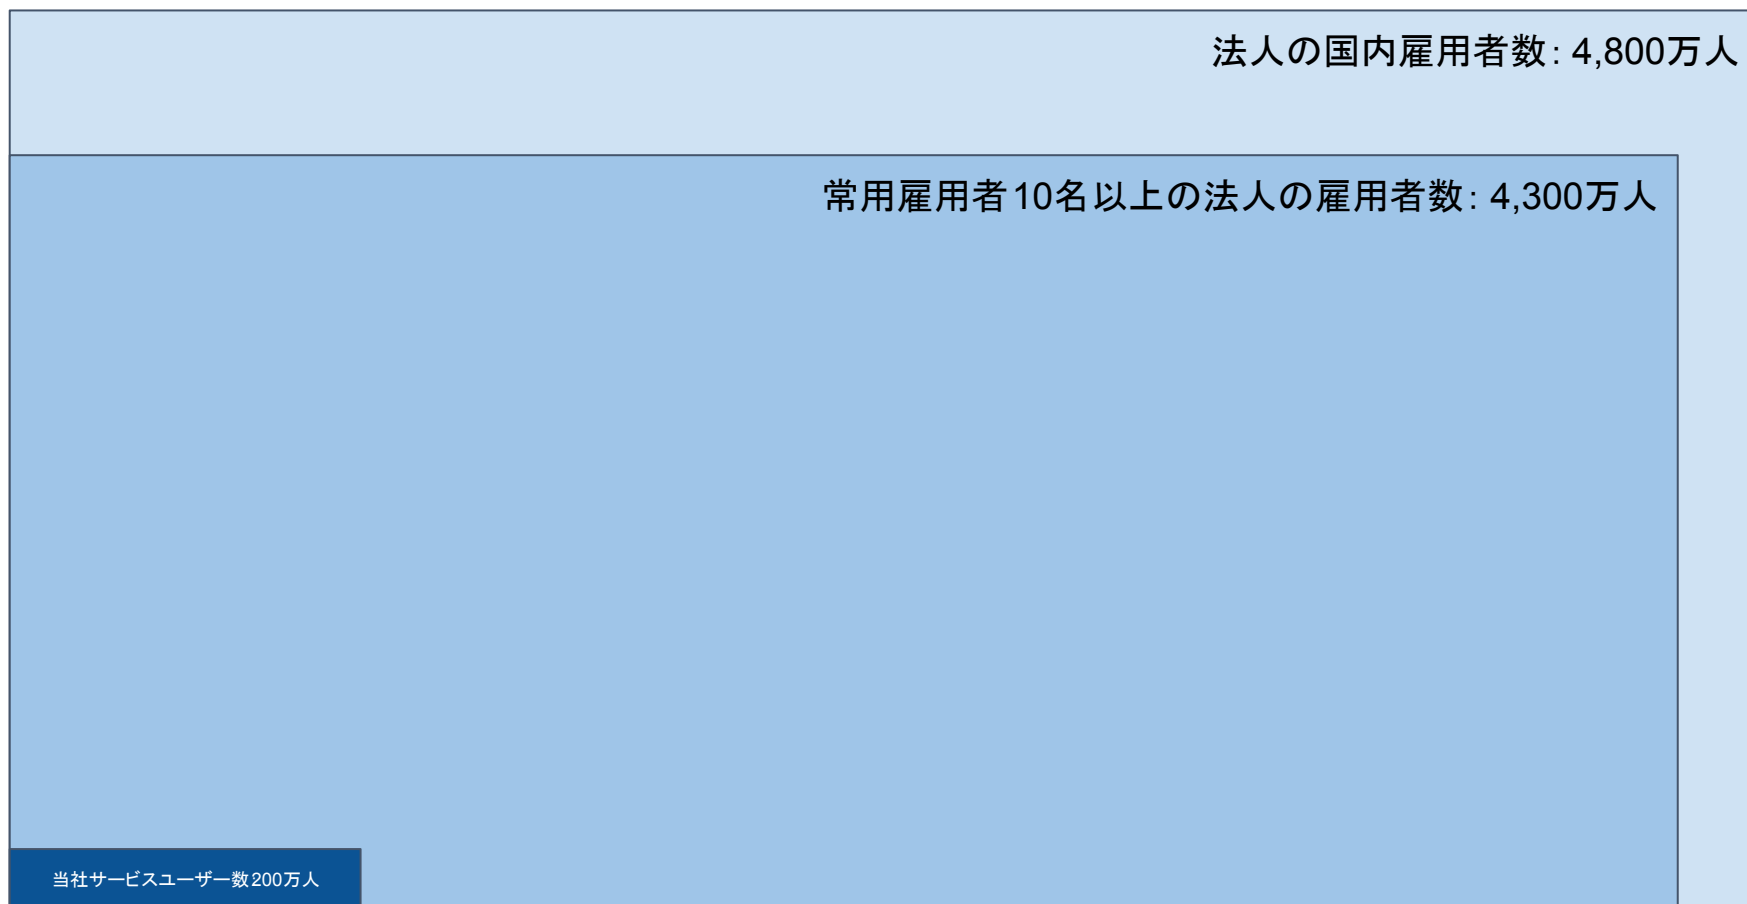 法人の国内雇用者数: 4,800万人
常用雇用者10名以上の法人の雇用者数: 4,300万人
当社サービスユーザー数200万人